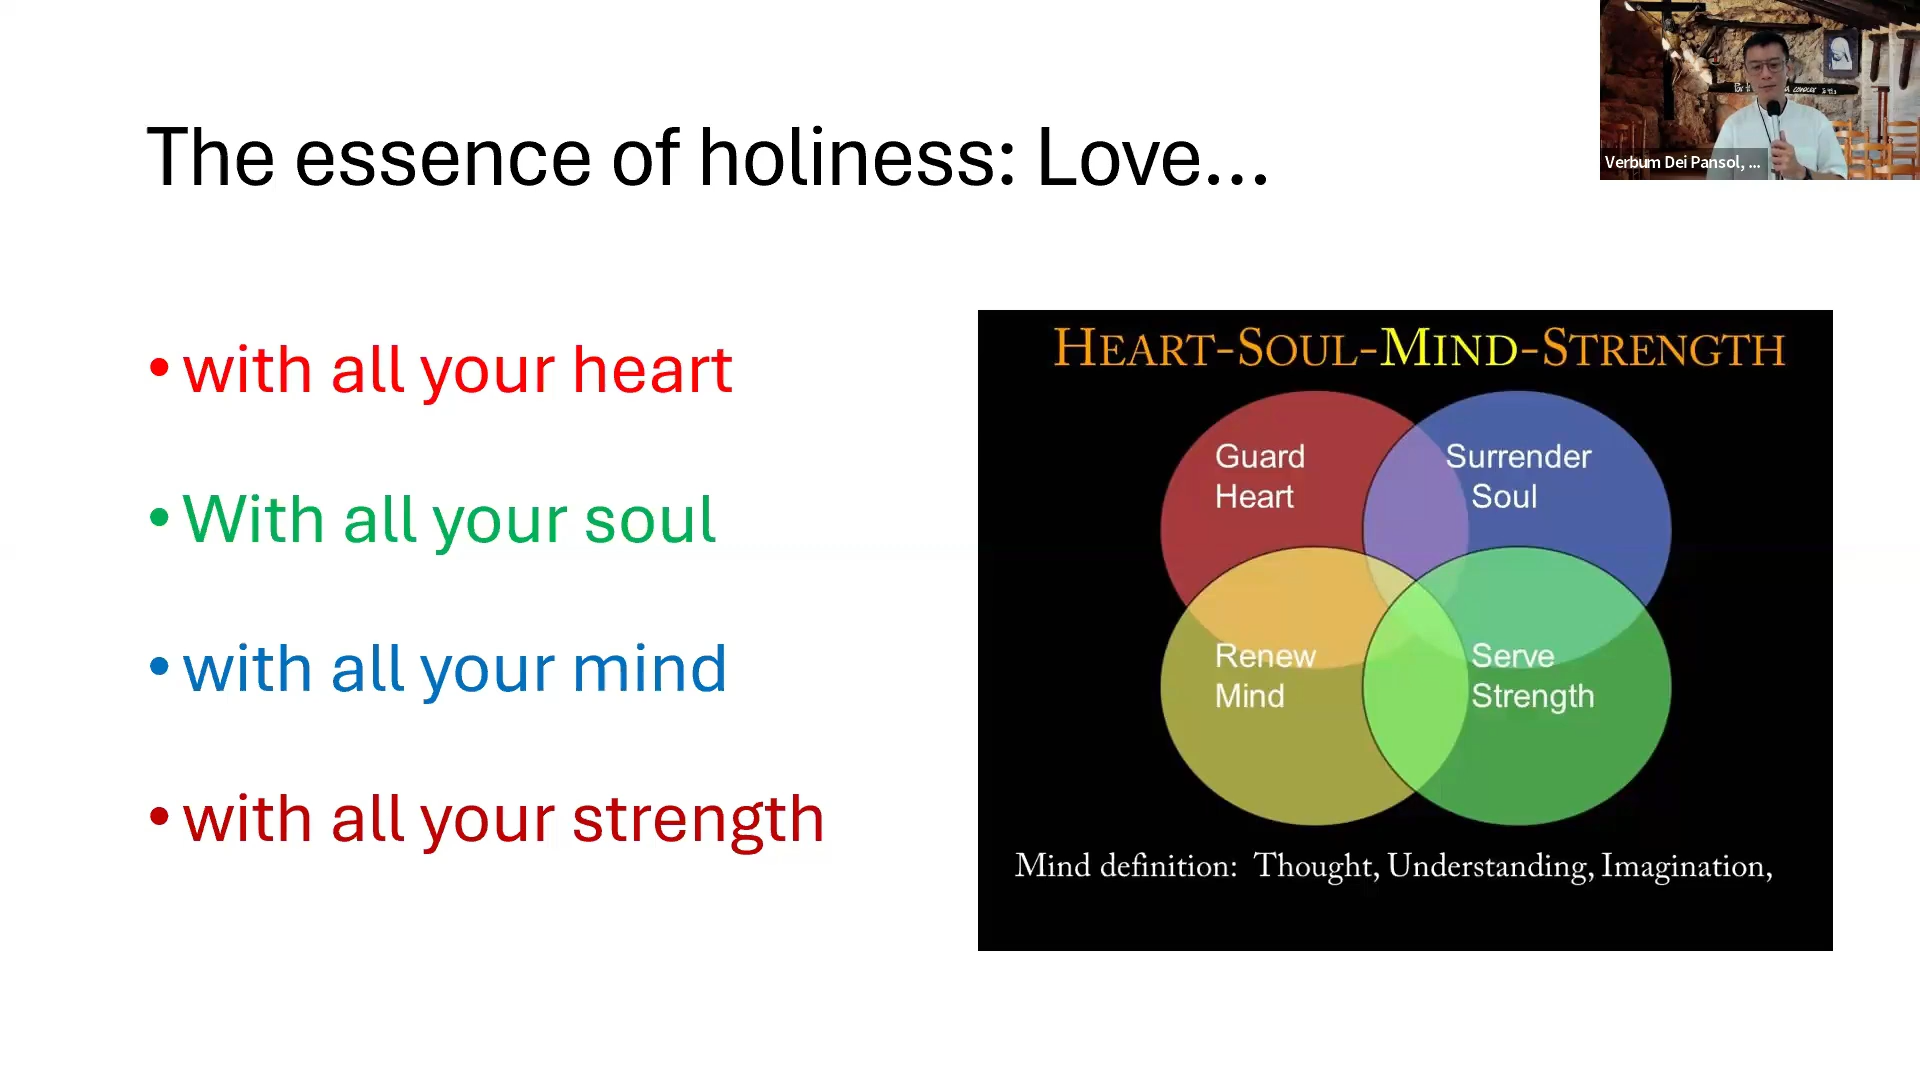 The essence of holiness: Love...
Verbum Dei Pansol, ...
• with all your heart
• With all your soul
• with all your mind
• with all your strength
HEART-SOUL-MIND-STRENGTH
Guard
Heart
Surrender
Soul
Renew
Mind
Serve
Strength
Mind definition: Thought, Understanding, Imagination,